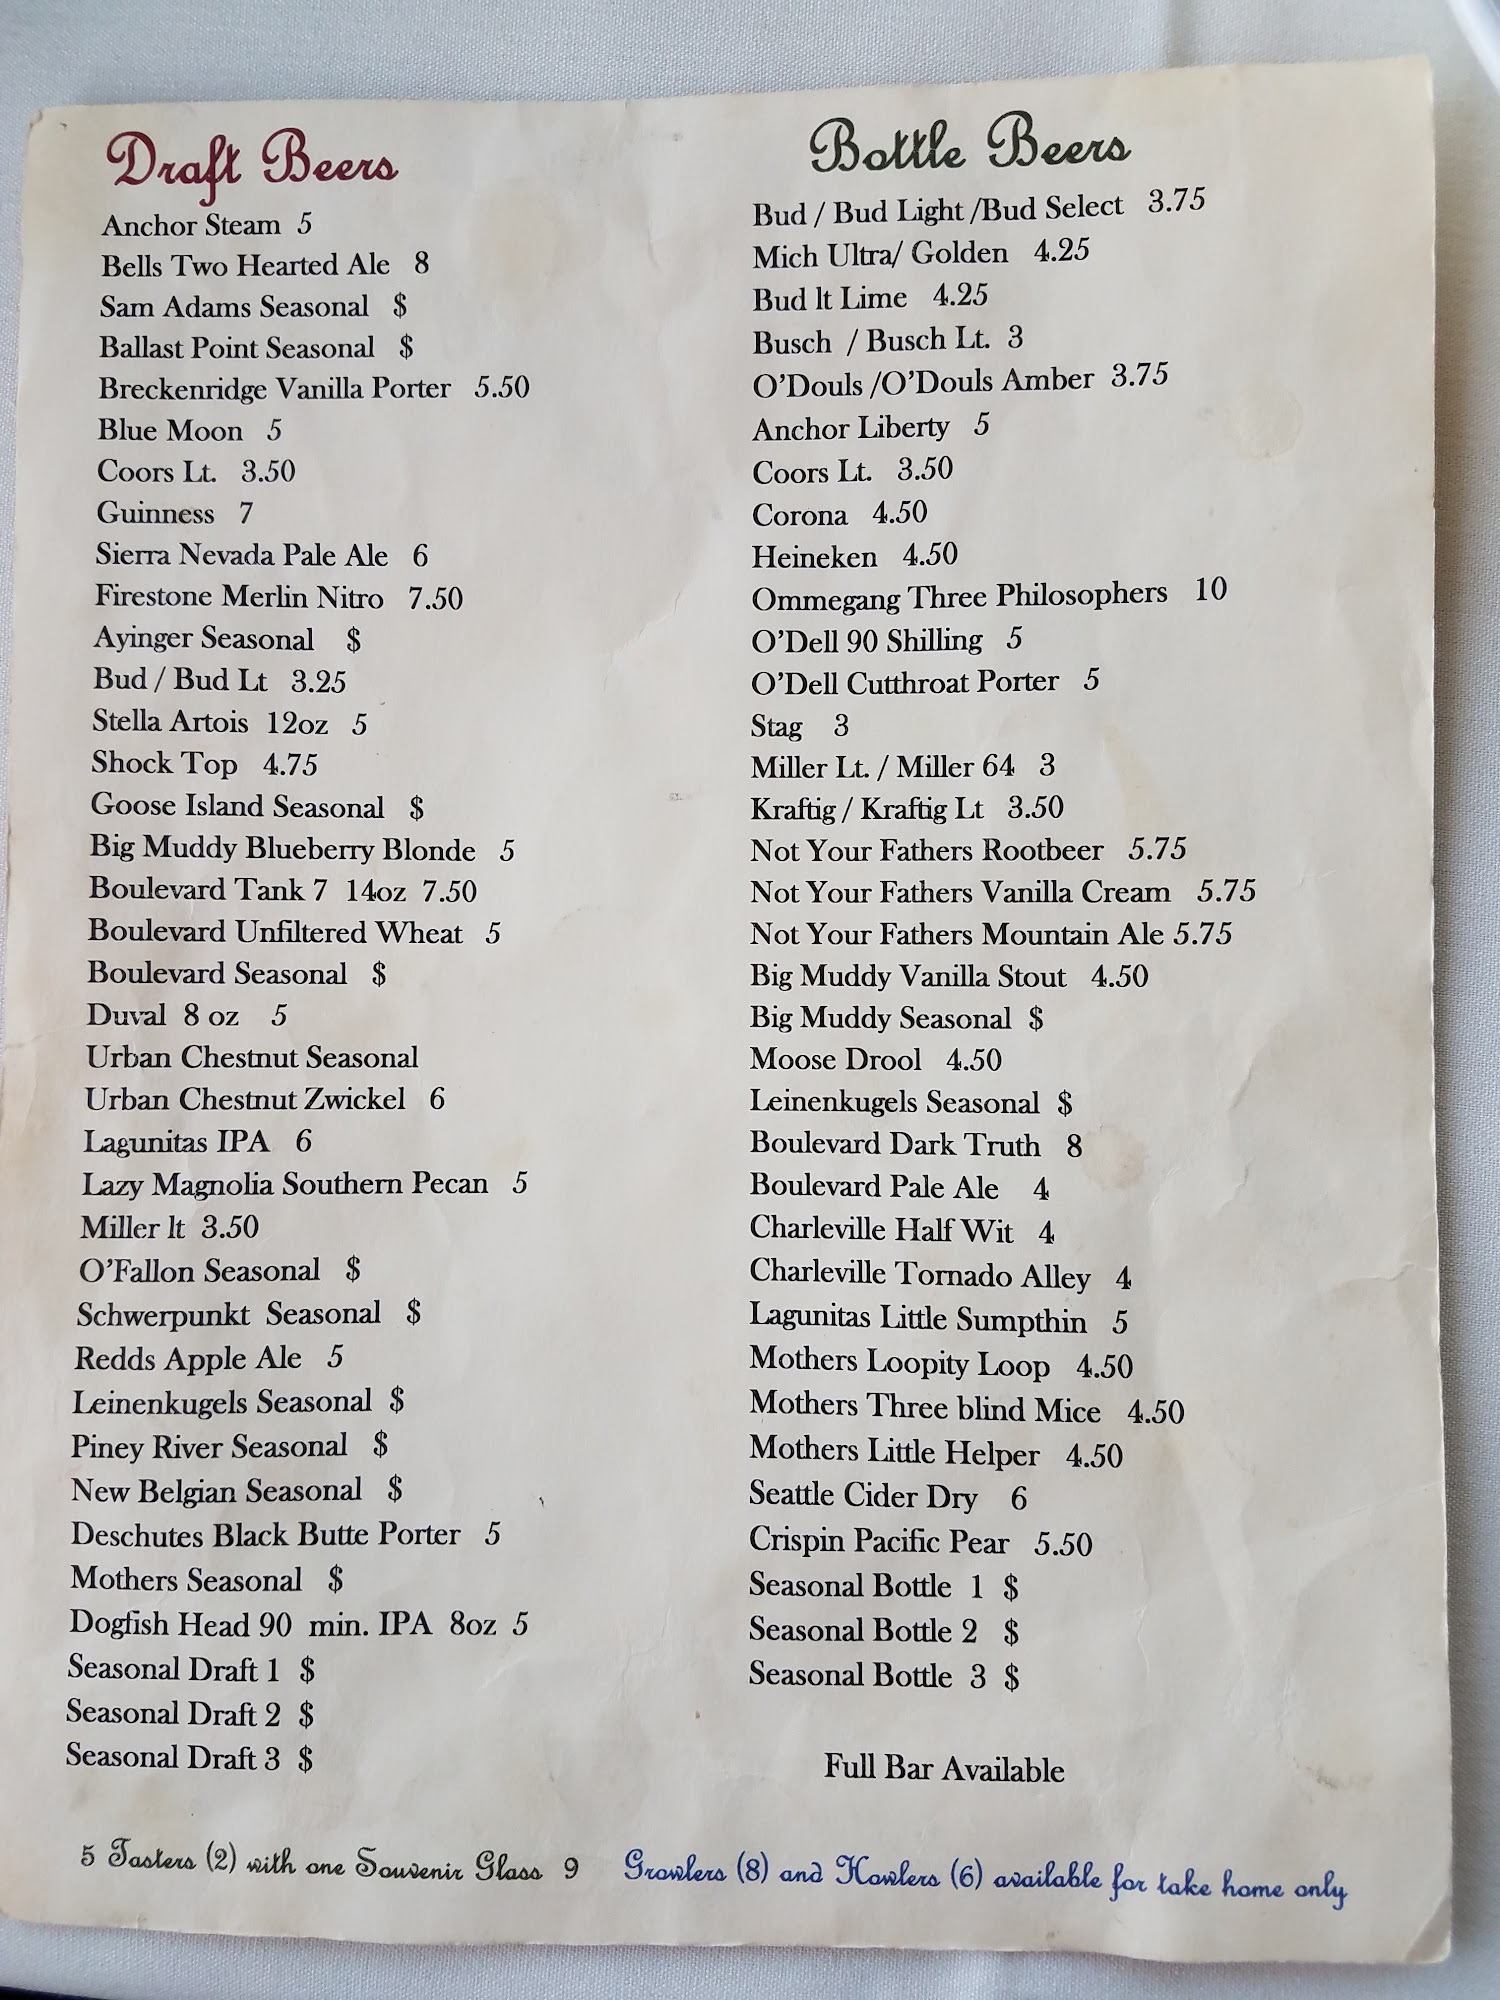 Draft Beers
Anchor Steam 5
Bells Two Hearted Ale 8
Sam Adams Seasonal $
Ballast Point Seasonal $
Breckenridge Vanilla Porter 5.50
Blue Moon 5
Coors Lt. 3.50
Guinness 7
Sierra Nevada Pale Ale 6
Firestone Merlin Nitro 7.50
Ayinger Seasonal $
Bud / Bud Lt 3.25
Stella Artois 12oz 5
Shock Top 4.75
Goose Island Seasonal $
Big Muddy Blueberry Blonde 5
Boulevard Tank 7 14oz 7.50
Boulevard Unfiltered Wheat 5
Boulevard Seasonal $
Duval 8 oz 5
Urban Chestnut Seasonal
Urban Chestnut Zwickel 6
Lagunitas IPA 6
Lazy Magnolia Southern Pecan 5
Miller lt 3.50
O'Fallon Seasonal $
Schwerpunkt Seasonal $
Redds Apple Ale 5
Leinenkugels Seasonal $
Piney River Seasonal $
New Belgian Seasonal $
Deschutes Black Butte Porter 5
Mothers Seasonal $
Dogfish Head 90 min. IPA 8oz 5
Seasonal Draft 1 $
Seasonal Draft 2 $
Seasonal Draft 3 $
Bottle Beers
Bud / Bud Light /Bud Select 3.75
Mich Ultra/ Golden 4.25
Bud lt Lime 4.25
Busch / Busch Lt. 3
O'Douls /O'Douls Amber 3.75
Anchor Liberty 5
Coors Lt. 3.50
Corona 4.50
Heineken 4.50
Ommegang Three Philosophers 10
O'Dell 90 Shilling 5
O'Dell Cutthroat Porter 5
Stag 3
Miller Lt. / Miller 64 3
Kraftig / Kraftig Lt 3.50
Not Your Fathers Rootbeer 5.75
Not Your Fathers Vanilla Cream 5.75
Not Your Fathers Mountain Ale 5.75
Big Muddy Vanilla Stout 4.50
Big Muddy Seasonal $
Moose Drool 4.50
Leinenkugels Seasonal $
Boulevard Dark Truth 8
Boulevard Pale Ale 4
Charleville Half Wit 4
Charleville Tornado Alley 4
Lagunitas Little Sumpthin 5
Mothers Loopity Loop 4.50
Mothers Three blind Mice 4.50
Mothers Little Helper 4.50
Seattle Cider Dry 6
Crispin Pacific Pear 5.50
Seasonal Bottle 1 $
Seasonal Bottle 2 $
Seasonal Bottle 3 $
Full Bar Available
5 Tasters (2) with one Souvenir Glass 9
Growlers (8) and Howlers (6) available for take home only